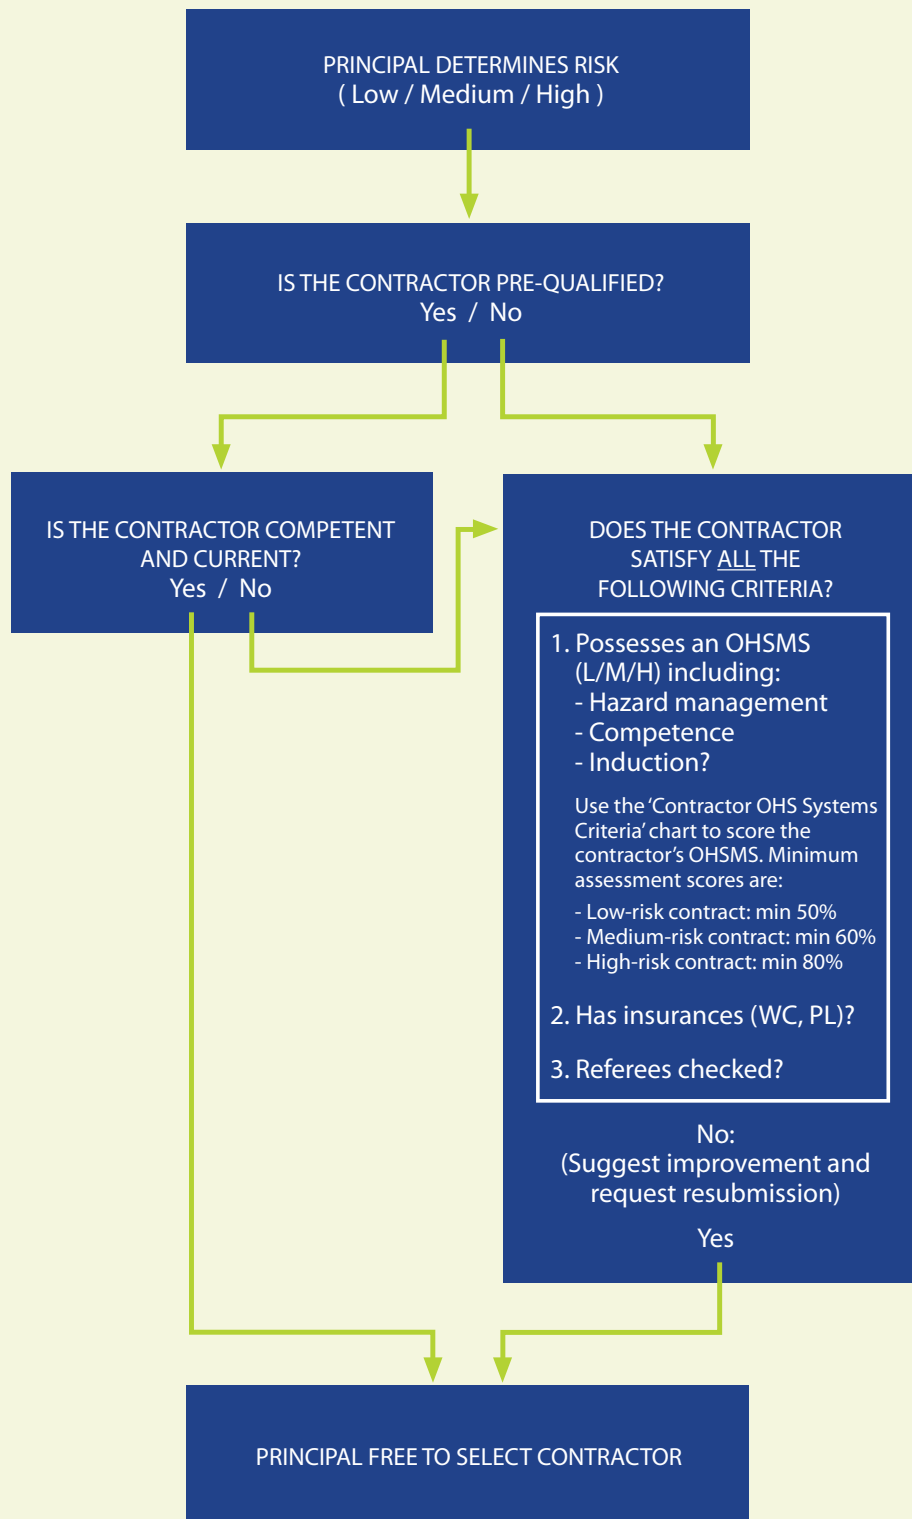 PRINCIPAL DETERMINES RISK
( Low / Medium / High )
IS THE CONTRACTOR PRE-QUALIFIED?
Yes / No
IS THE CONTRACTOR COMPETENT
AND CURRENT?
Yes / No
DOES THE CONTRACTOR
SATISFY ALL THE
FOLLOWING CRITERIA?
1. Possesses an OHSMS
(L/M/H) including:
- Hazard management
- Competence
- Induction?
Use the ‘Contractor OHS Systems
Criteria’ chart to score the
contractor’s OHSMS. Minimum
assessment scores are:
- Low-risk contract: min 50%
- Medium-risk contract: min 60%
- High-risk contract: min 80%
2. Has insurances (WC, PL)?
3. Referees checked?
No:
(Suggest improvement and
request resubmission)
Yes
PRINCIPAL FREE TO SELECT CONTRACTOR